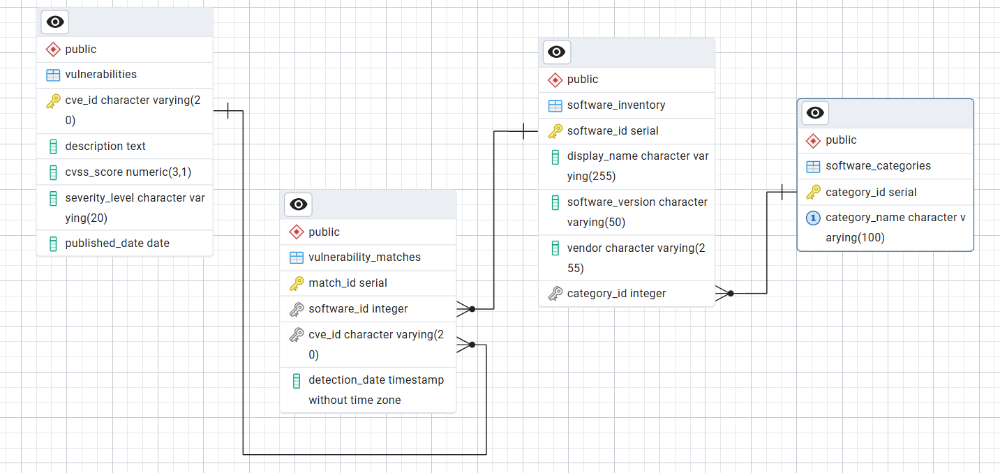 public
vulnerabilities
cve_id character varying(2
0)
description text
cvss_score numeric(3,1)
severity_level character var
ying(20)
published_date date
public
vulnerability_matches
match_id serial
software_id integer
cve_id character varying(2
0)
detection_date timestamp
without time zone
public
software_inventory
software_id serial
display_name character var
ying(255)
software_version character
varying(50)
vendor character varying(2
55)
category_id integer
public
software_categories
category_id serial
1
category_name character v
arying(100)